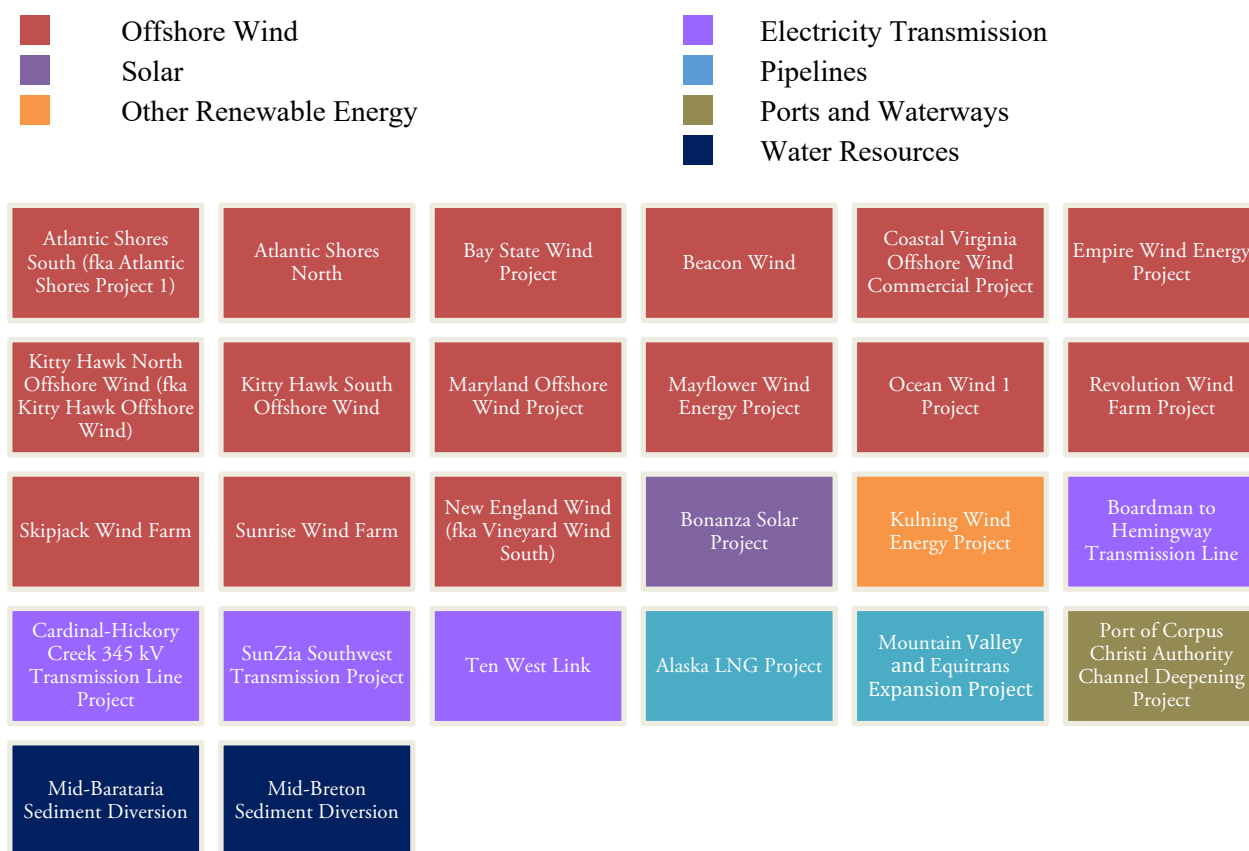 Offshore Wind
Solar
Other Renewable Energy
Electricity Transmission
Pipelines
Ports and Waterways
Water Resources
Atlantic Shores
South (fka Atlantic
Shores Project 1)
Atlantic Shores
North
Bay State Wind
Project
Beacon Wind
Coastal Virginia
Offshore Wind
Commercial Project
Empire Wind Energy
Project
Kitty Hawk North
Offshore Wind (fka
Kitty Hawk Offshore
Wind)
Kitty Hawk South
Offshore Wind
Maryland Offshore
Wind Project
Mayflower Wind
Energy Project
Ocean Wind 1
Project
Revolution Wind
Farm Project
Skipjack Wind Farm
Sunrise Wind Farm
New England Wind
(fka Vineyard Wind
South)
Bonanza Solar
Project
Kulning Wind
Energy Project
Boardman to
Hemingway
Transmission Line
Cardinal-Hickory
Creek 345 kV
Transmission Line
Project
SunZia Southwest
Transmission Project
Ten West Link
Alaska LNG Project
Mountain Valley
and Equitrans
Expansion Project
Port of Corpus
Christi Authority
Channel Deepening
Project
Mid-Barataria
Sediment Diversion
Mid-Breton
Sediment Diversion